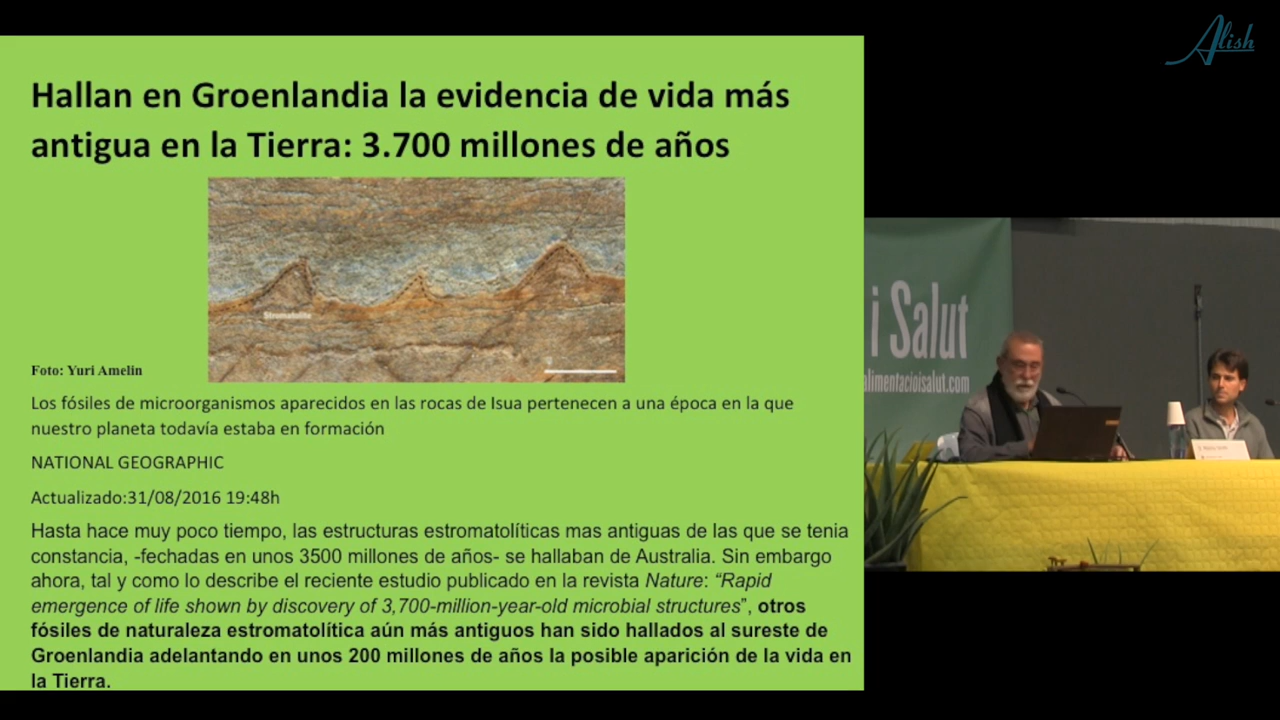 Alish
Hallan en Groenlandia la evidencia de vida más
antigua en la Tierra: 3.700 millones de años
Stromatolite
Foto: Yuri Amelin
Los fósiles de microorganismos aparecidos en las rocas de Isua pertenecen a una época en la que
nuestro planeta todavía estaba en formación
NATIONAL GEOGRAPHIC
Actualizado:31/08/2016 19:48h
Hasta hace muy poco tiempo, las estructuras estromatolíticas mas antiguas de las que se tenia
constancia, -fechadas en unos 3500 millones de años- se hallaban de Australia. Sin embargo
ahora, tal y como lo describe el reciente estudio publicado en la revista Nature: “Rapid
emergence of life shown by discovery of 3,700-million-year-old microbial structures”, otros
fósiles de naturaleza estromatolítica aún más antiguos han sido hallados al sureste de
Groenlandia adelantando en unos 200 millones de años la posible aparición de la vida en
la Tierra.
i Salut
alimentacioisalut.com